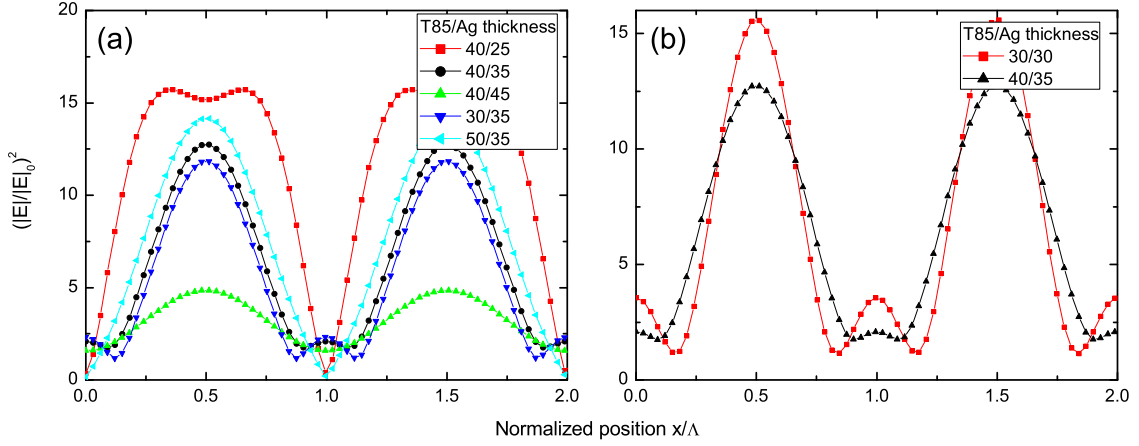 (a)
T85/Ag thickness
40/25
40/35
40/45
30/35
50/35
20
15
10
5
0
0.0 0.5 1.0 1.5 2.0
(|E|/|E|₀)²
(b)
T85/Ag thickness
30/30
40/35
15
10
5
0
0.0 0.5 1.0 1.5 2.0
Normalized position x/Λ